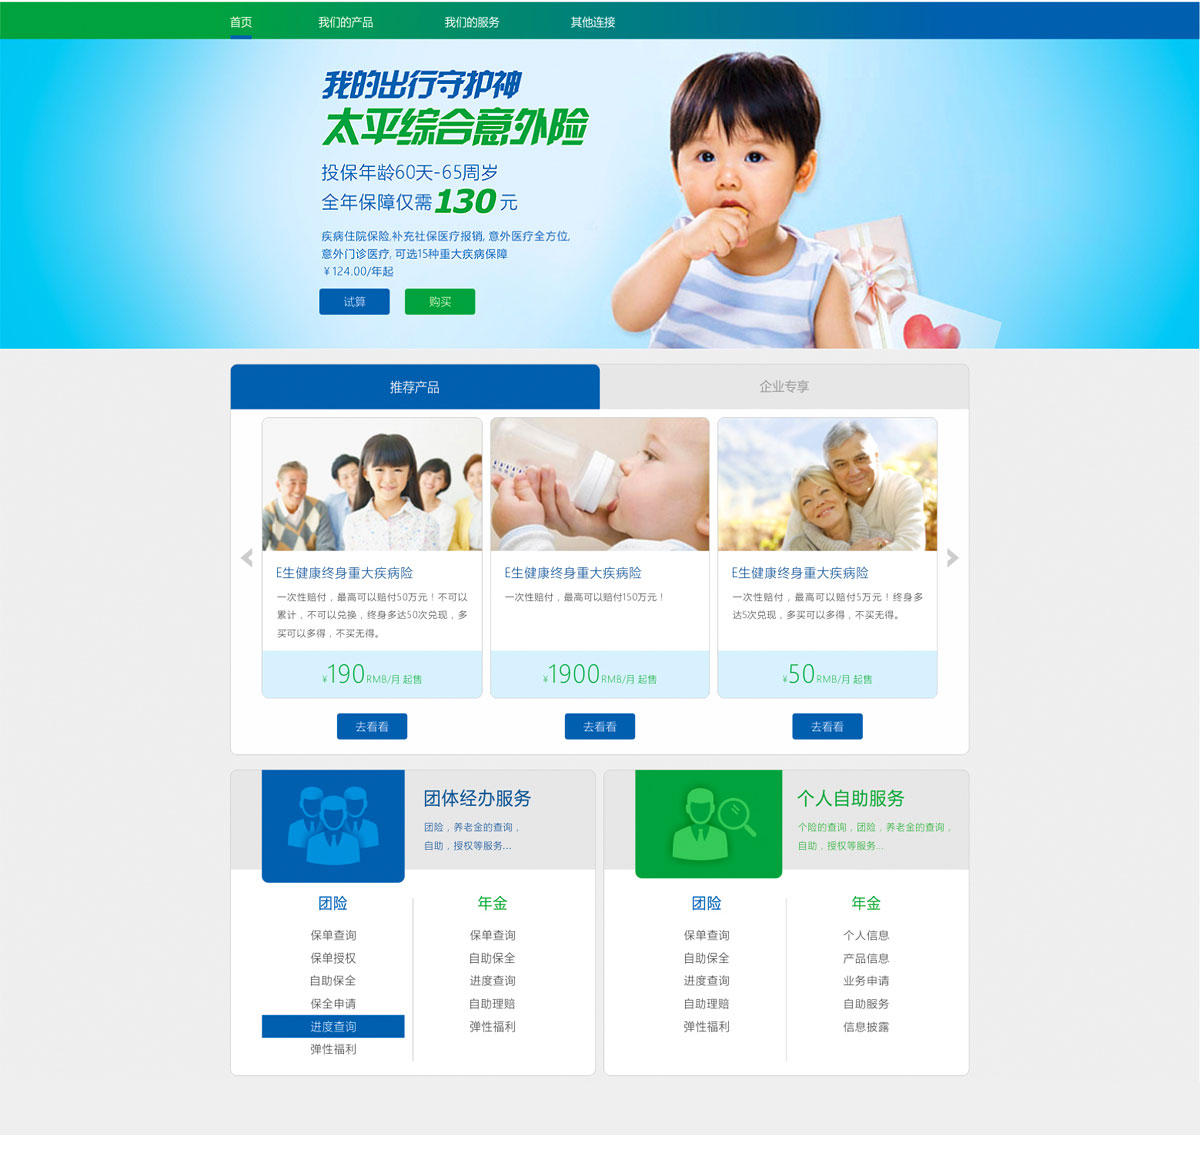 首页 我们的产品 我们的服务 其他连接
我的出行守护神
太平综合意外险
投保年龄60天-65周岁
全年保障仅需130元
疾病住院保险,补充社保医疗报销, 意外医疗全方位,
意外门诊医疗, 可选15种重大疾病保障
¥124.00/年起
试算 购买
推荐产品 企业专享
E生健康终身重大疾病险
一次性赔付，最高可以赔付50万元！不可以
累计，不可以兑换，终身多达50次兑现，多
买可以多得，不买无得。
¥190RMB/月 起售
去看看
E生健康终身重大疾病险
一次性赔付，最高可以赔付150万元！
¥1900RMB/月 起售
去看看
E生健康终身重大疾病险
一次性赔付，最高可以赔付5万元！终身多
达5次兑现，多买可以多得，不买无得。
¥50RMB/月 起售
去看看
团体经办服务
团险，养老金的查询，
自助，授权等服务...
团险
保单查询
保单授权
自助保全
保全申请
进度查询
弹性福利
年金
保单查询
自助保全
进度查询
自助理赔
弹性福利
个人自助服务
个险的查询，团险，养老金的查询，
自助，授权等服务...
团险
保单查询
自助保全
进度查询
自助理赔
弹性福利
年金
个人信息
产品信息
业务申请
自助服务
信息披露